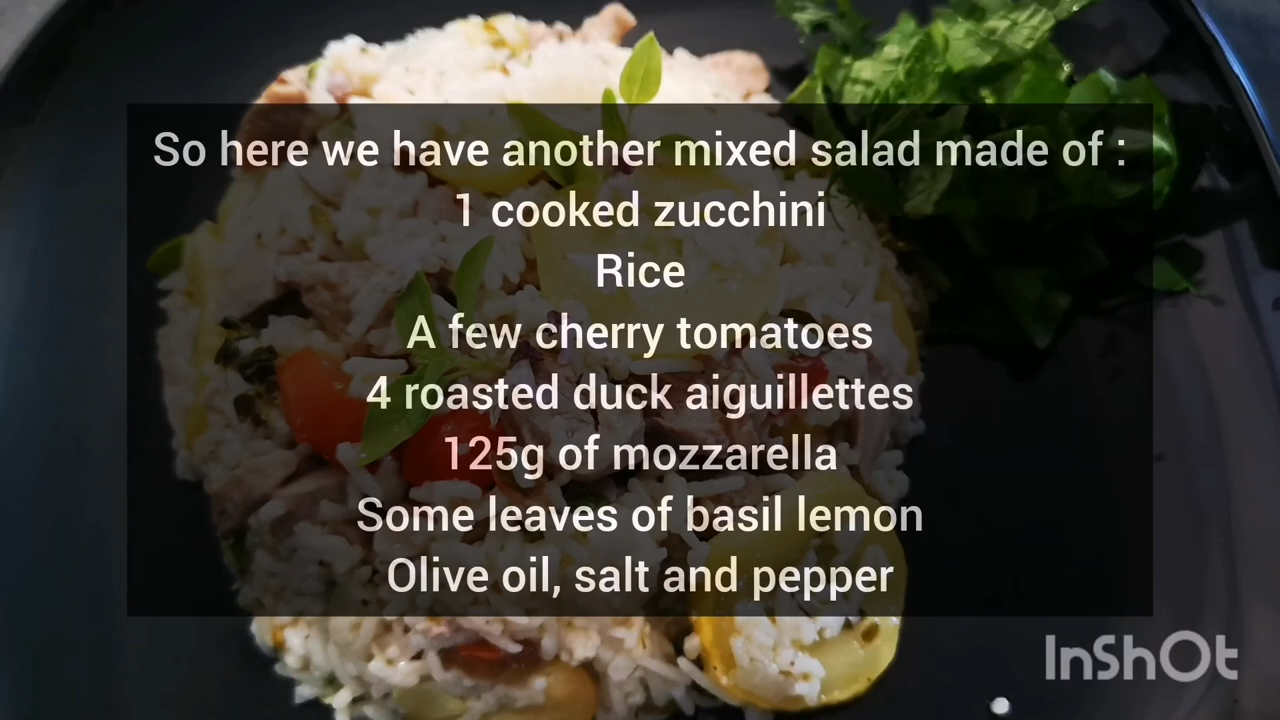 So here we have another mixed salad made of :
1 cooked zucchini
Rice
A few cherry tomatoes
4 roasted duck aiguillettes
125g of mozzarella
Some leaves of basil lemon
Olive oil, salt and pepper
InShOt